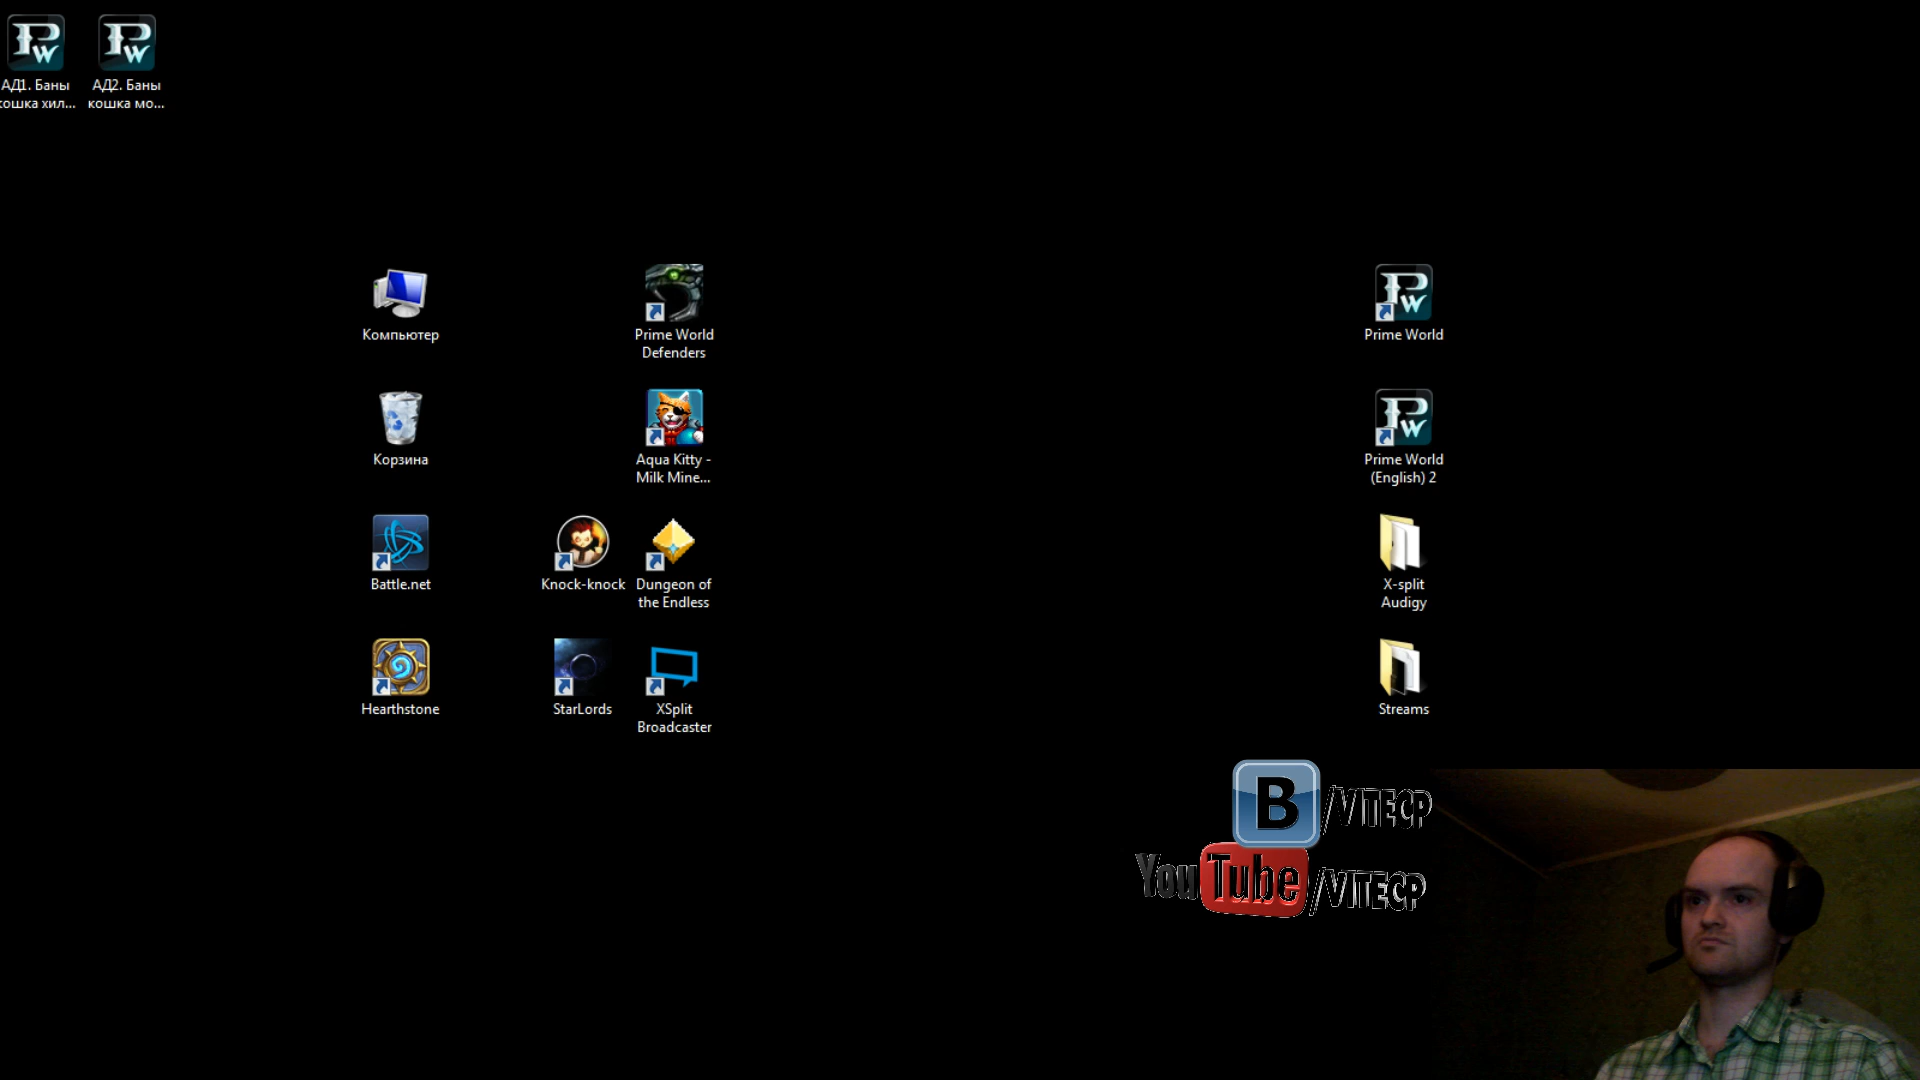 АД1. Баны
кошка хил...
АД2. Баны
кошка мо...
Компьютер
Prime World
Defenders
Prime World
Корзина
Aqua Kitty -
Milk Mine...
Prime World
(English) 2
Battle.net
Knock-knock
Dungeon of
the Endless
X-split
Audigy
Hearthstone
StarLords
XSplit
Broadcaster
Streams
B/VITECP
YouTube/VITECP